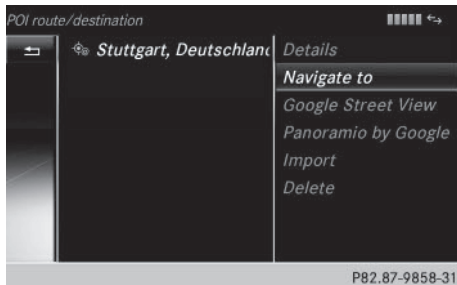 POI route/destination
Stuttgart, Deutschlan
Details
Navigate to
Google Street View
Panoramio by Google
Import
Delete
P82.87-9858-31